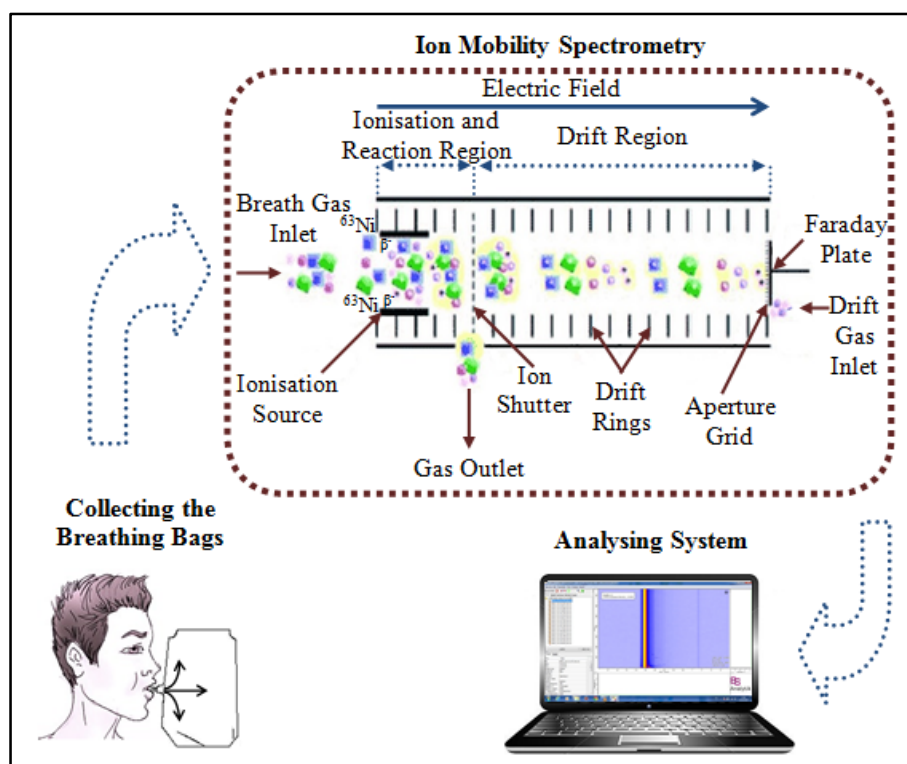 Ion Mobility Spectrometry
Electric Field
Ionisation and
Reaction Region
Drift Region
Breath Gas
Inlet
63Ni
β-
63Ni
β-
Faraday
Plate
Drift
Gas
Inlet
Ionisation
Source
Ion
Shutter
Drift
Rings
Aperture
Grid
Gas Outlet
Collecting the
Breathing Bags
Analysing System